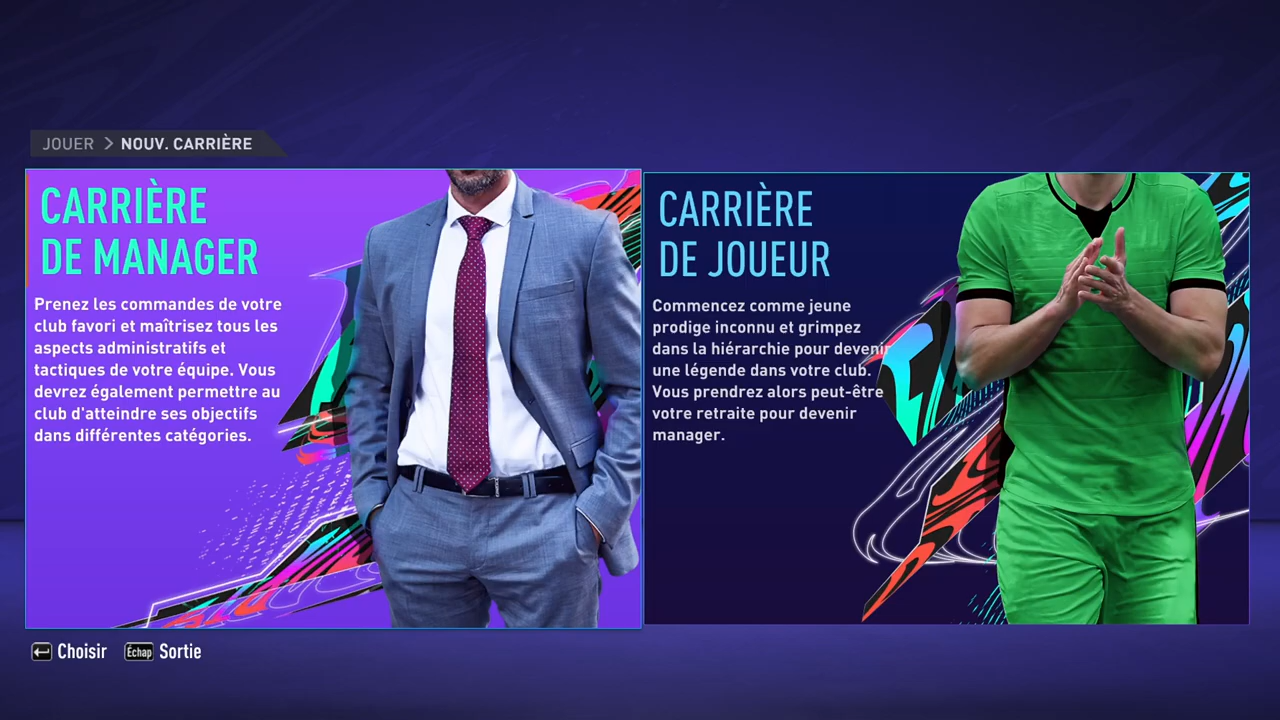 JOUER > NOUV. CARRIÈRE
CARRIÈRE
DE MANAGER
Prenez les commandes de votre
club favori et maîtrisez tous les
aspects administratifs et
tactiques de votre équipe. Vous
devrez également permettre au
club d'atteindre ses objectifs
dans différentes catégories.
CARRIÈRE
DE JOUEUR
Commencez comme jeune
prodige inconnu et grimpez
dans la hiérarchie pour devenir
une légende dans votre club.
Vous prendrez alors peut-être
votre retraite pour devenir
manager.
Choisir
Échap Sortie